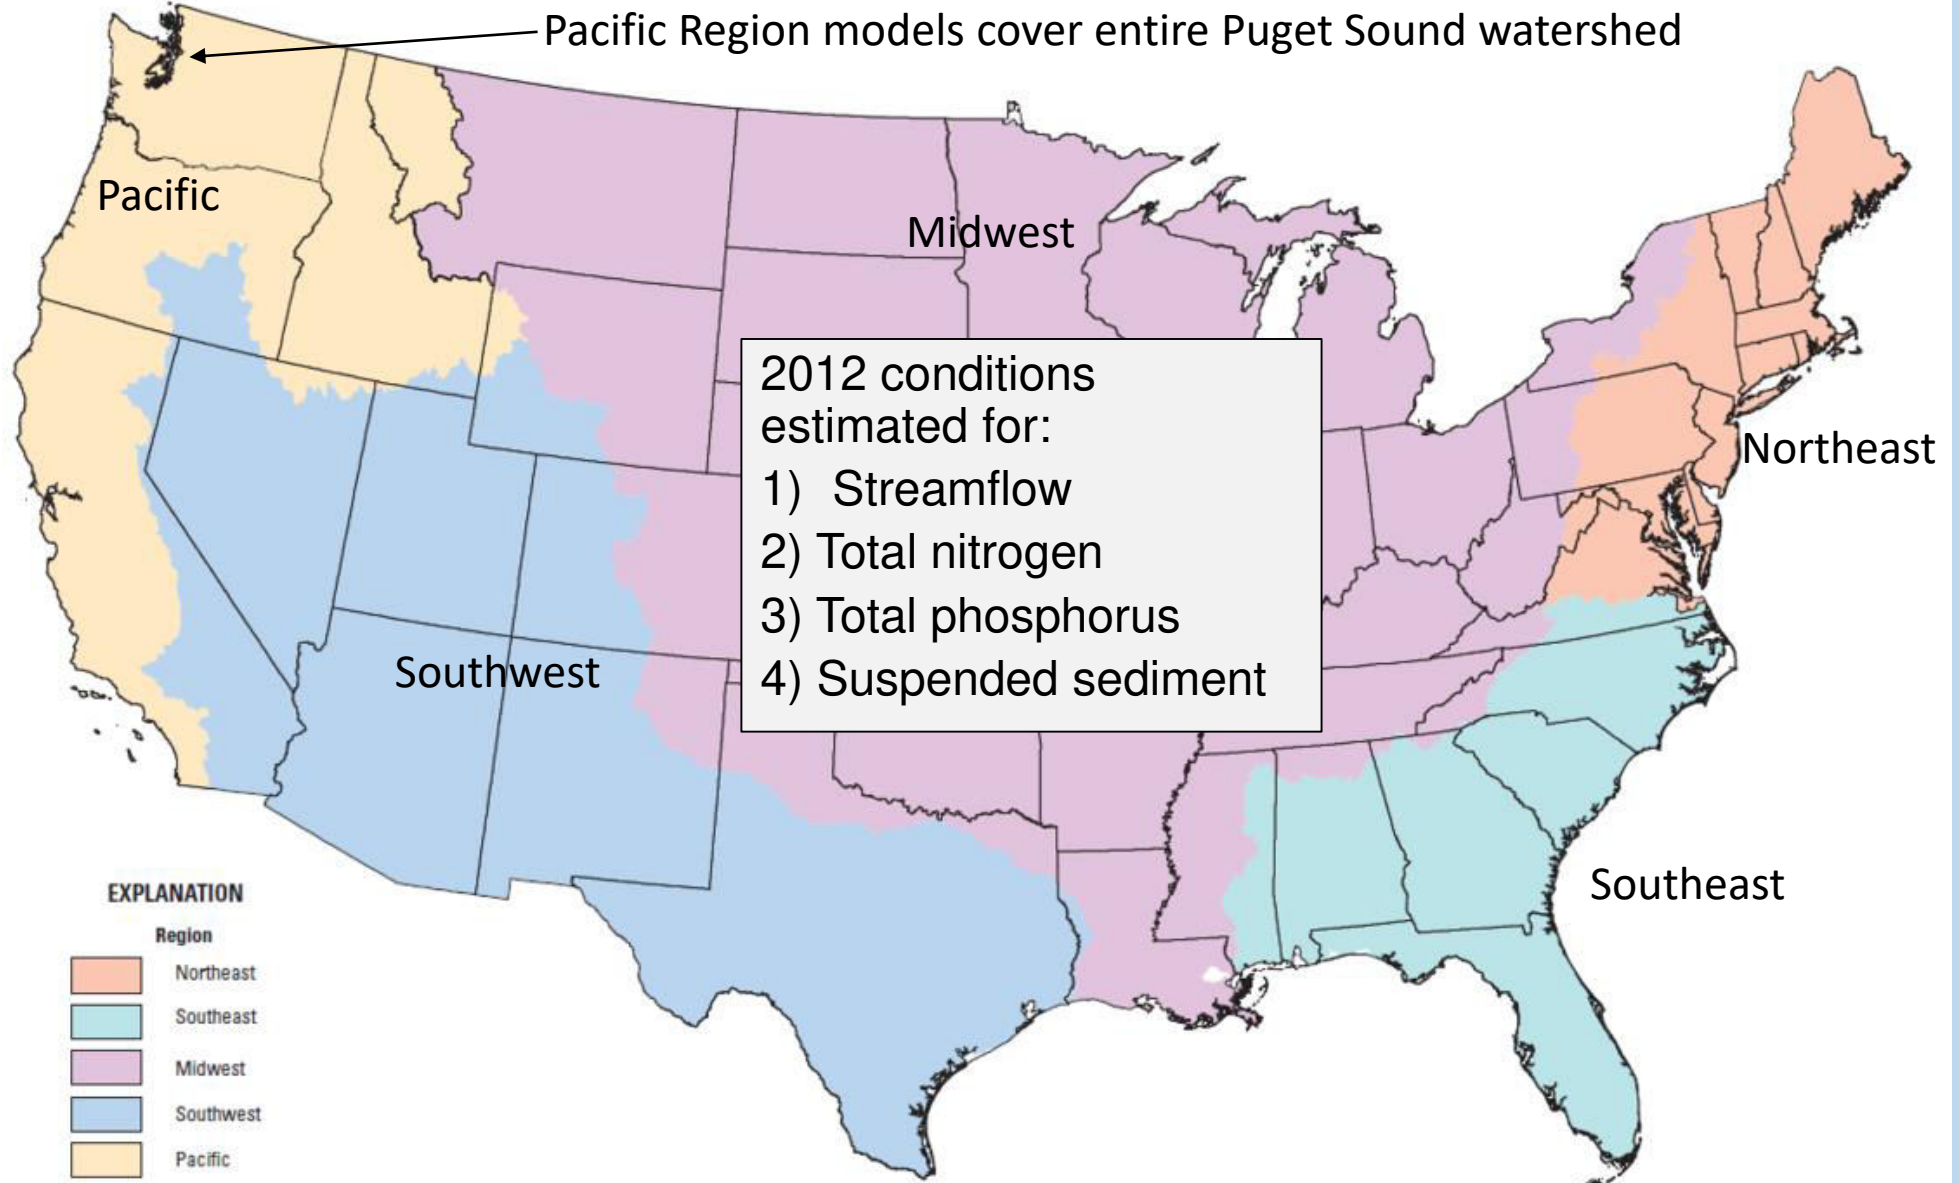 Pacific Region models cover entire Puget Sound watershed
Pacific
Midwest
2012 conditions
estimated for:
1) Streamflow
2) Total nitrogen
3) Total phosphorus
4) Suspended sediment
Northeast
Southwest
Southeast
EXPLANATION
Region
Northeast
Southeast
Midwest
Southwest
Pacific